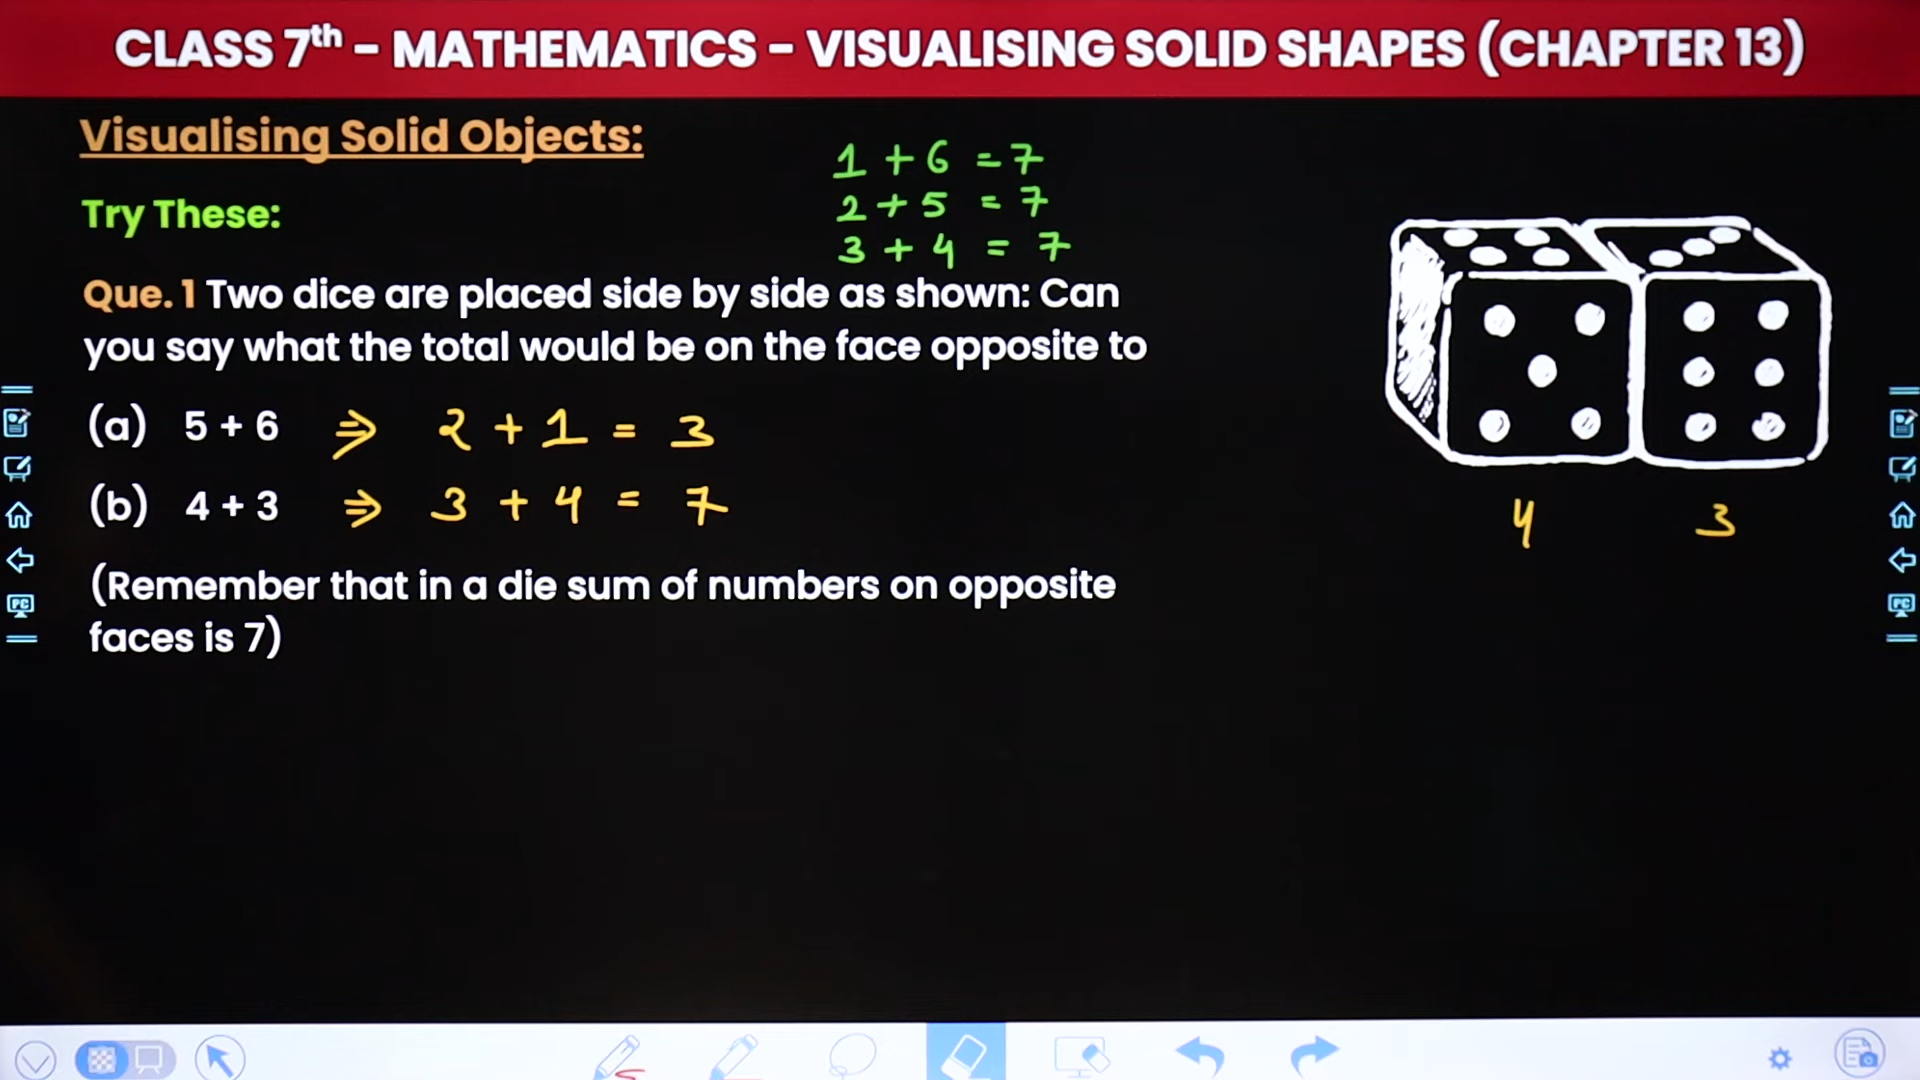 CLASS 7th - MATHEMATICS - VISUALISING SOLID SHAPES (CHAPTER 13)
Visualising Solid Objects:
1 + 6 = 7
2 + 5 = 7
3 + 4 = 7
Try These:
Que. 1 Two dice are placed side by side as shown: Can
you say what the total would be on the face opposite to
(a) 5 + 6 ⇒ 2 + 1 = 3
(b) 4 + 3 ⇒ 3 + 4 = 7
4 3
(Remember that in a die sum of numbers on opposite
faces is 7)
PC
PC